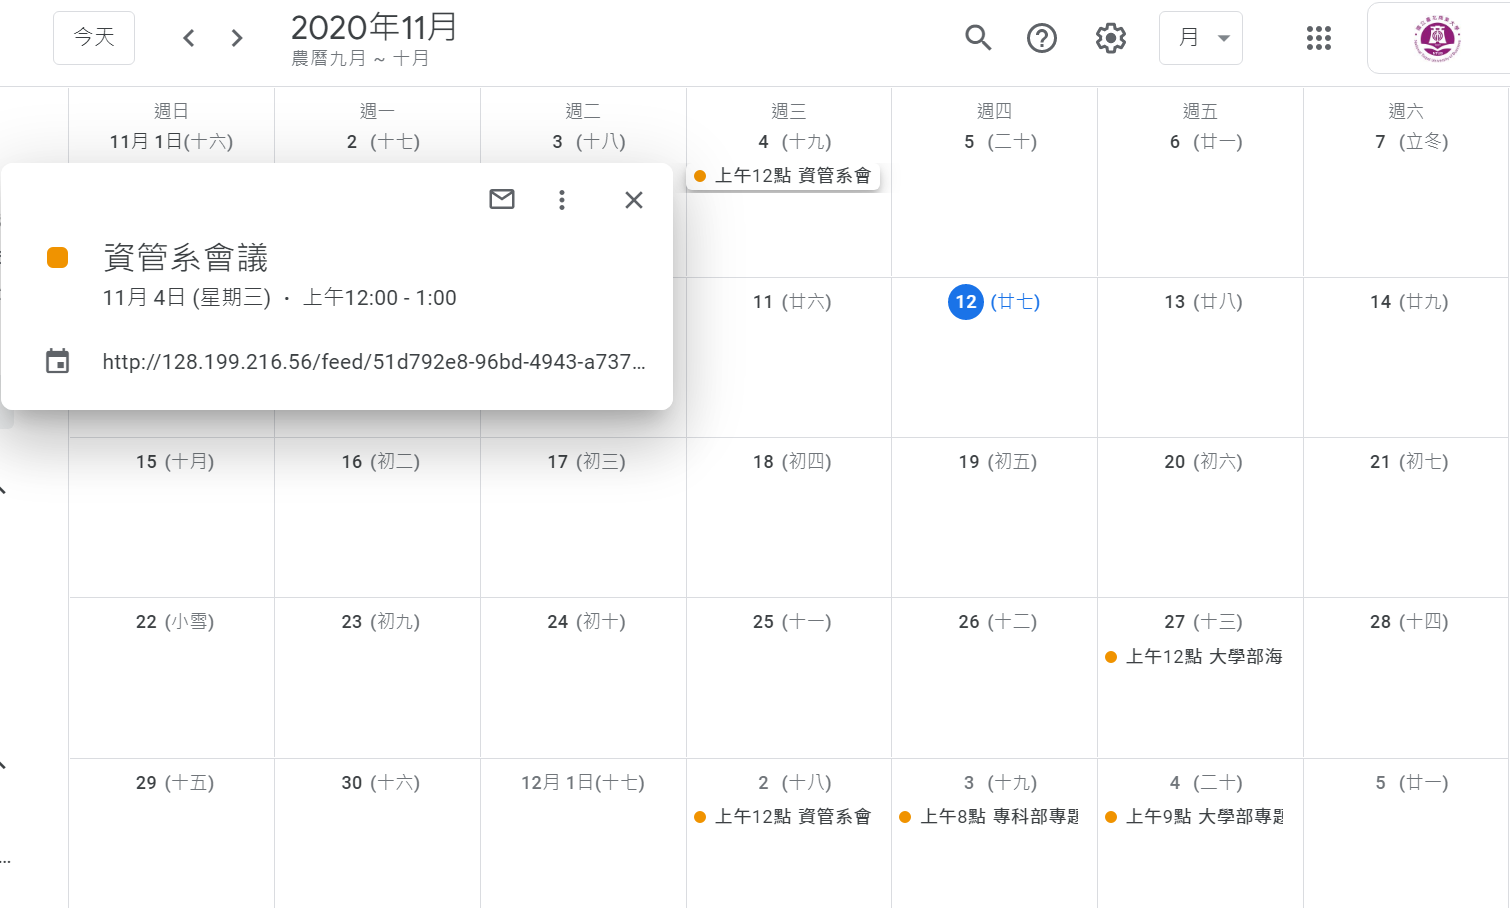 今天
2020年11月
農曆九月 ~ 十月
月
週日 週一 週二 週三 週四 週五 週六
11月 1日(十六) 2 (十七) 3 (十八) 4 (十九) 5 (二十) 6 (廿一) 7 (立冬)
上午12點 資管系會
資管系會議
11月 4日 (星期三) ・ 上午12:00 - 1:00
http://128.199.216.56/feed/51d792e8-96bd-4943-a737...
11 (廿六) 12 (廿七) 13 (廿八) 14 (廿九)
15 (十月) 16 (初二) 17 (初三) 18 (初四) 19 (初五) 20 (初六) 21 (初七)
22 (小雪) 23 (初九) 24 (初十) 25 (十一) 26 (十二) 27 (十三) 28 (十四)
上午12點 大學部海
29 (十五) 30 (十六) 12月 1日(十七) 2 (十八) 3 (十九) 4 (二十) 5 (廿一)
上午12點 資管系會 上午8點 專科部專題 上午9點 大學部專題
...